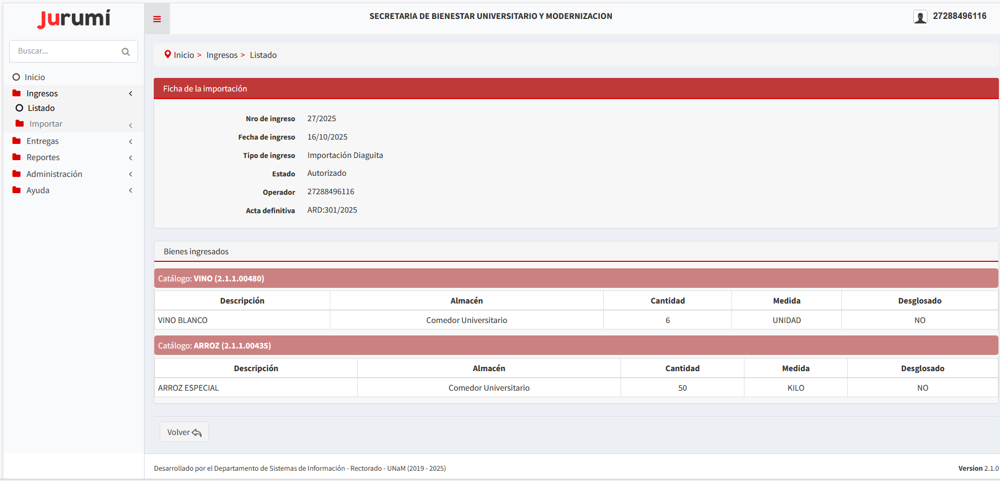 Jurumí
SECRETARIA DE BIENESTAR UNIVERSITARIO Y MODERNIZACION
27288496116
Buscar...
Inicio
Ingresos
Listado
Importar
Entregas
Reportes
Administración
Ayuda
Inicio > Ingresos > Listado
Ficha de la importación
Nro de ingreso 27/2025
Fecha de ingreso 16/10/2025
Tipo de ingreso Importación Diaguita
Estado Autorizado
Operador 27288496116
Acta definitiva ARD:301/2025
Bienes ingresados
Catálogo: VINO (2.1.1.00480)
Descripción Almacén Cantidad Medida Desglosado
VINO BLANCO Comedor Universitario 6 UNIDAD NO
Catálogo: ARROZ (2.1.1.00435)
Descripción Almacén Cantidad Medida Desglosado
ARROZ ESPECIAL Comedor Universitario 50 KILO NO
Volver
Desarrollado por el Departamento de Sistemas de Información - Rectorado - UNaM (2019 - 2025)
Version 2.1.0